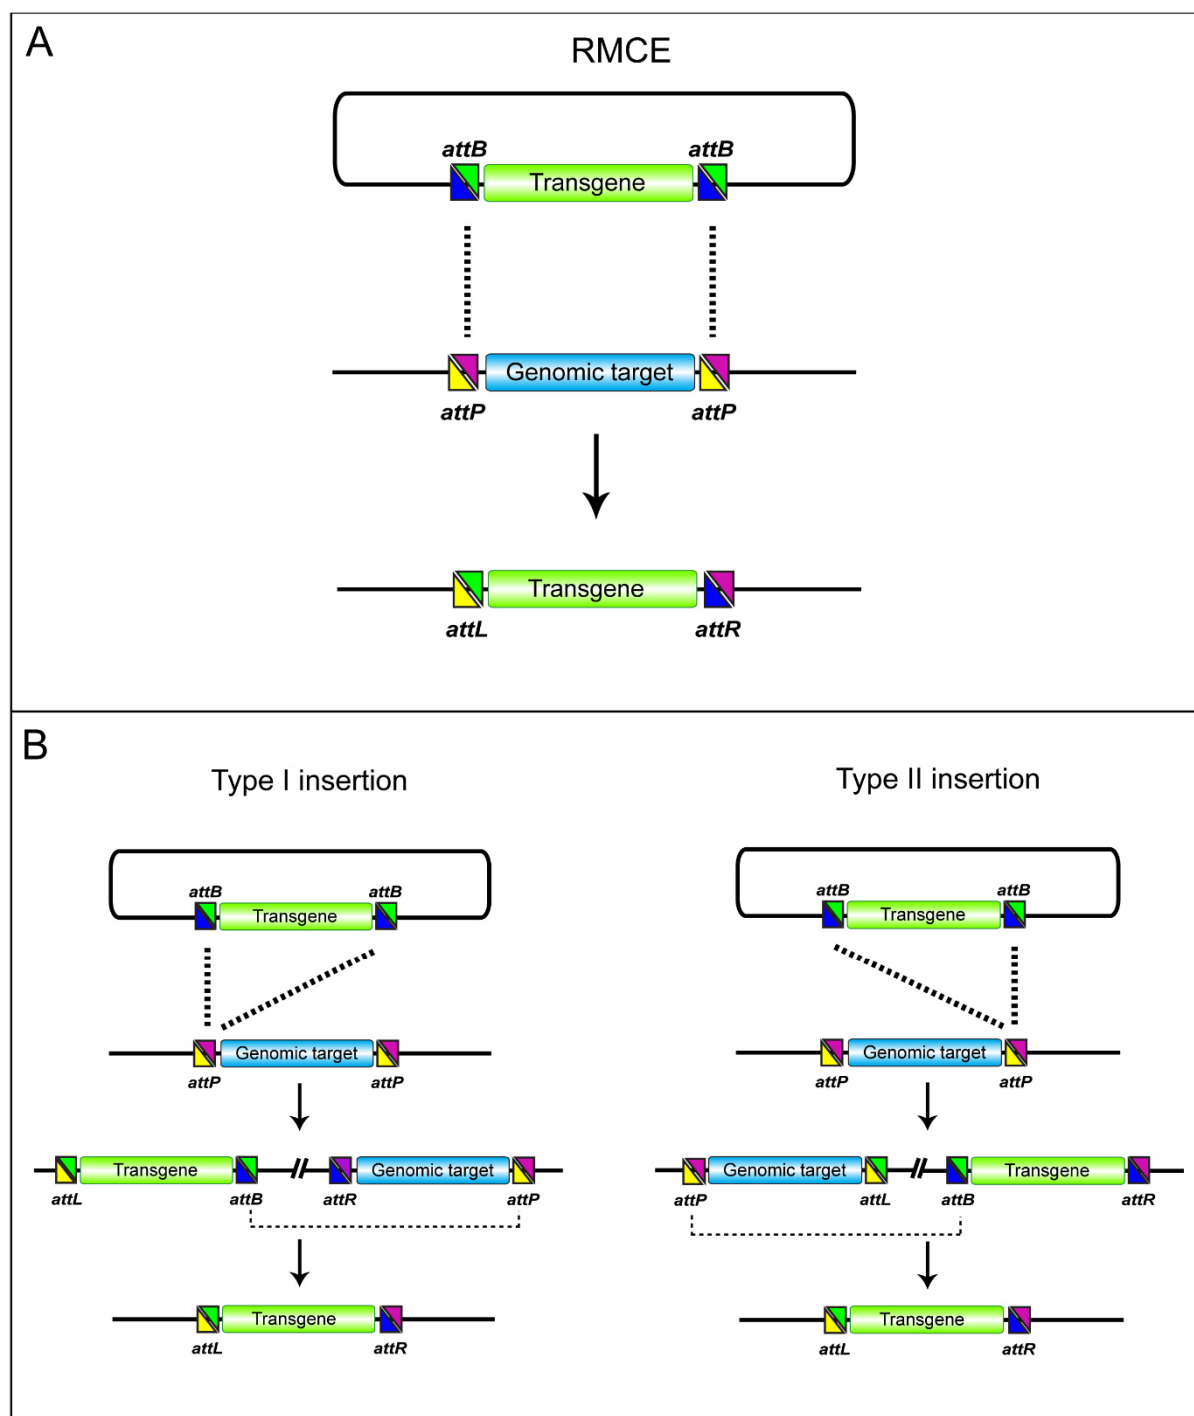 A
RMCE
attB attB
Transgene
Genomic target
attP attP
Transgene
attL attR
B
Type I insertion
attB attB
Transgene
Genomic target
attP attP
Transgene Genomic target
attL attB attR attP
Transgene
attL attR
Type II insertion
attB attB
Transgene
Genomic target
attP attP
Genomic target Transgene
attP attL attB attR
Transgene
attL attR